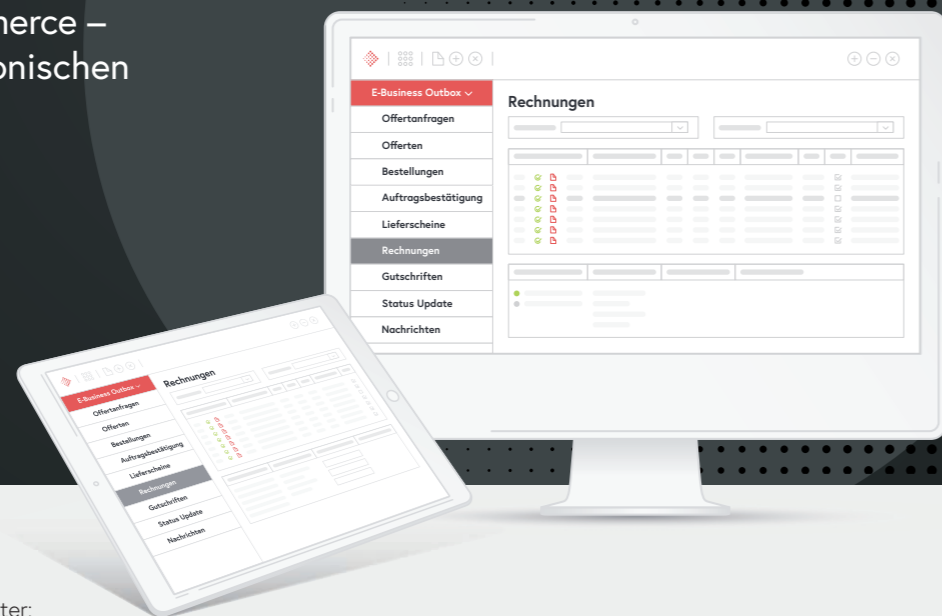 nerce –
onischen
E-Business Outbox
Rechnungen
Offertanfragen
Offerten
Bestellungen
Auftragsbestätigung
Lieferscheine
Rechnungen
Gutschriften
Status Update
Nachrichten
E-Business Outbox
Rechnungen
Offertanfragen
Offerten
Bestellungen
Auftragsbestätigung
Lieferscheine
Rechnungen
Gutschriften
Status Update
Nachrichten
ter: